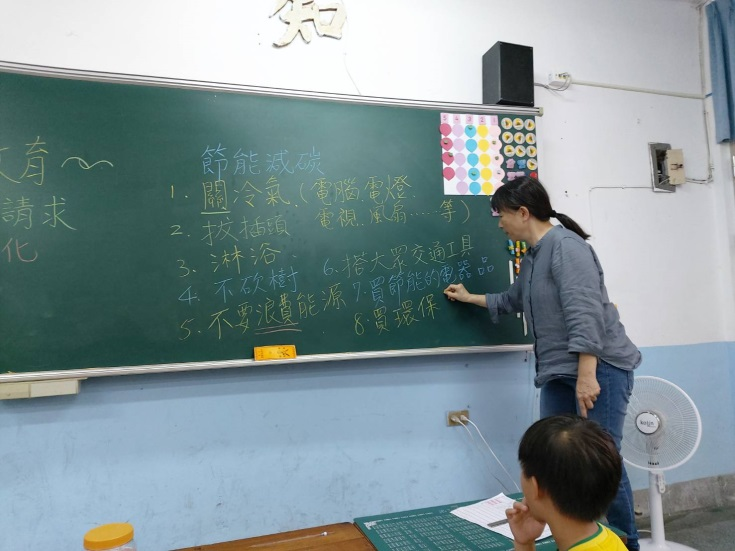 知
育～
請求
化
節能減碳
1. 關冷氣(電腦.電燈.
電視.風扇.....等)
2. 拔插頭
3. 淋浴
4. 不砍樹
5. 不要浪費能源
6. 搭大眾交通工具
7. 買節能的電器品
8. 買環保